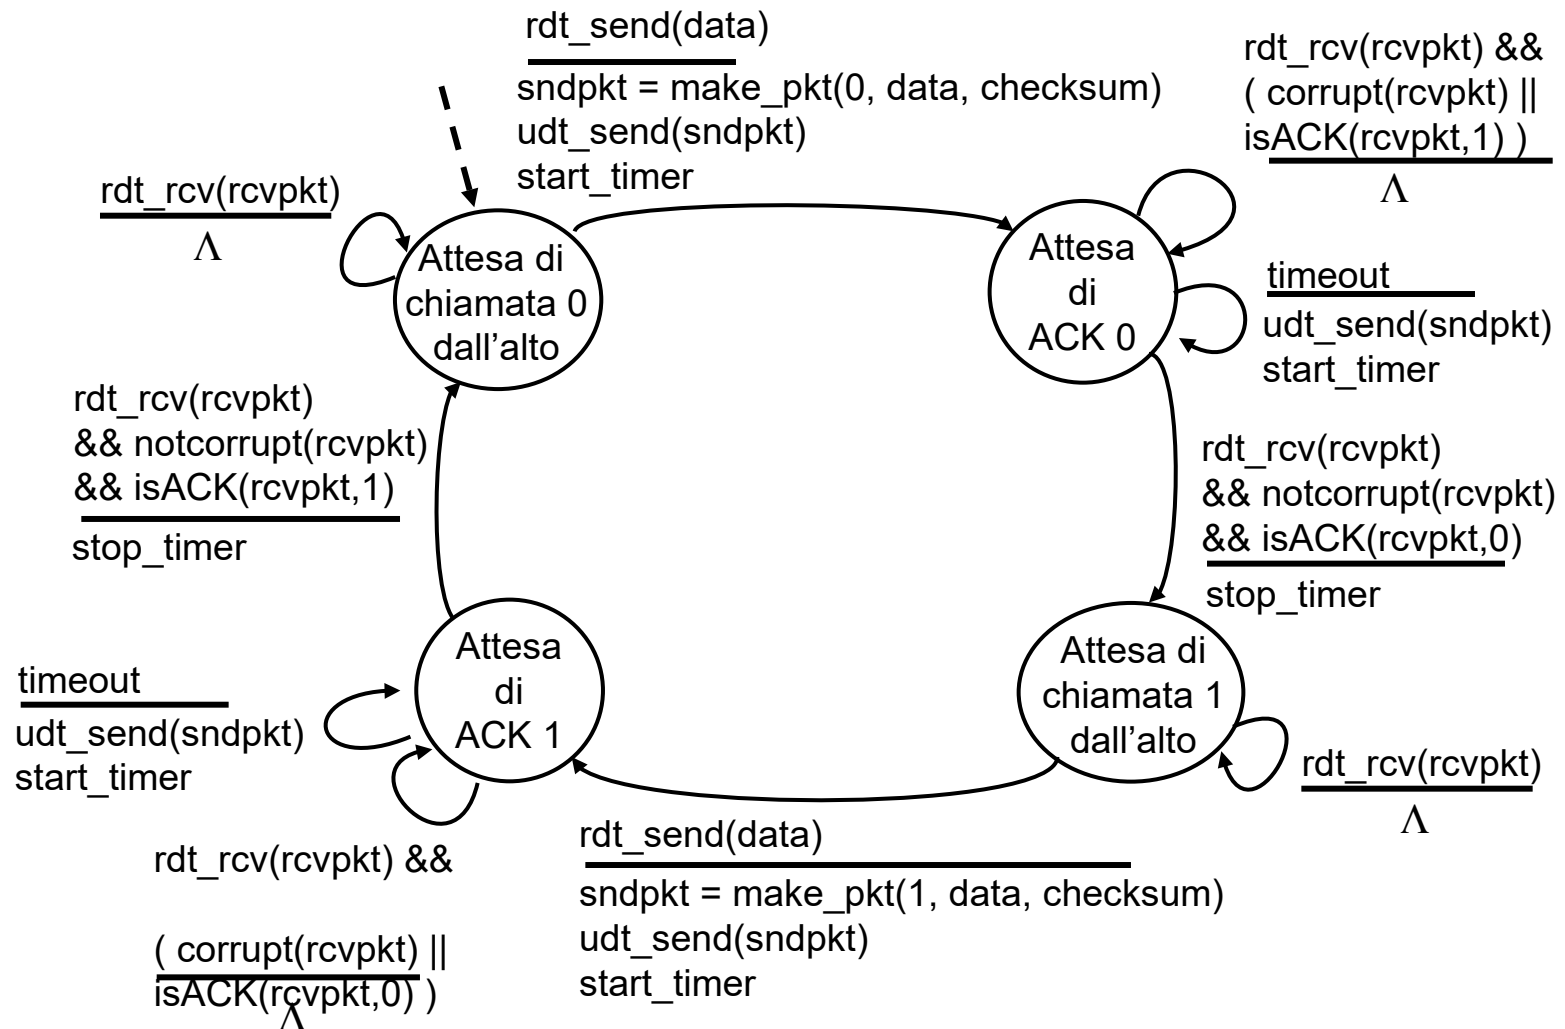 rdt_send(data)
sndpkt = make_pkt(0, data, checksum)
udt_send(sndpkt)
start_timer
rdt_rcv(rcvpkt) &&
( corrupt(rcvpkt) ||
isACK(rcvpkt,1) )
Λ
rdt_rcv(rcvpkt)
Λ
Attesa di
chiamata 0
dall’alto
Attesa
di
ACK 0
timeout
udt_send(sndpkt)
start_timer
rdt_rcv(rcvpkt)
&& notcorrupt(rcvpkt)
&& isACK(rcvpkt,1)
stop_timer
rdt_rcv(rcvpkt)
&& notcorrupt(rcvpkt)
&& isACK(rcvpkt,0)
stop_timer
Attesa
di
ACK 1
Attesa di
chiamata 1
dall’alto
timeout
udt_send(sndpkt)
start_timer
rdt_rcv(rcvpkt)
Λ
rdt_rcv(rcvpkt) &&
( corrupt(rcvpkt) ||
isACK(rcvpkt,0) )
Λ
rdt_send(data)
sndpkt = make_pkt(1, data, checksum)
udt_send(sndpkt)
start_timer